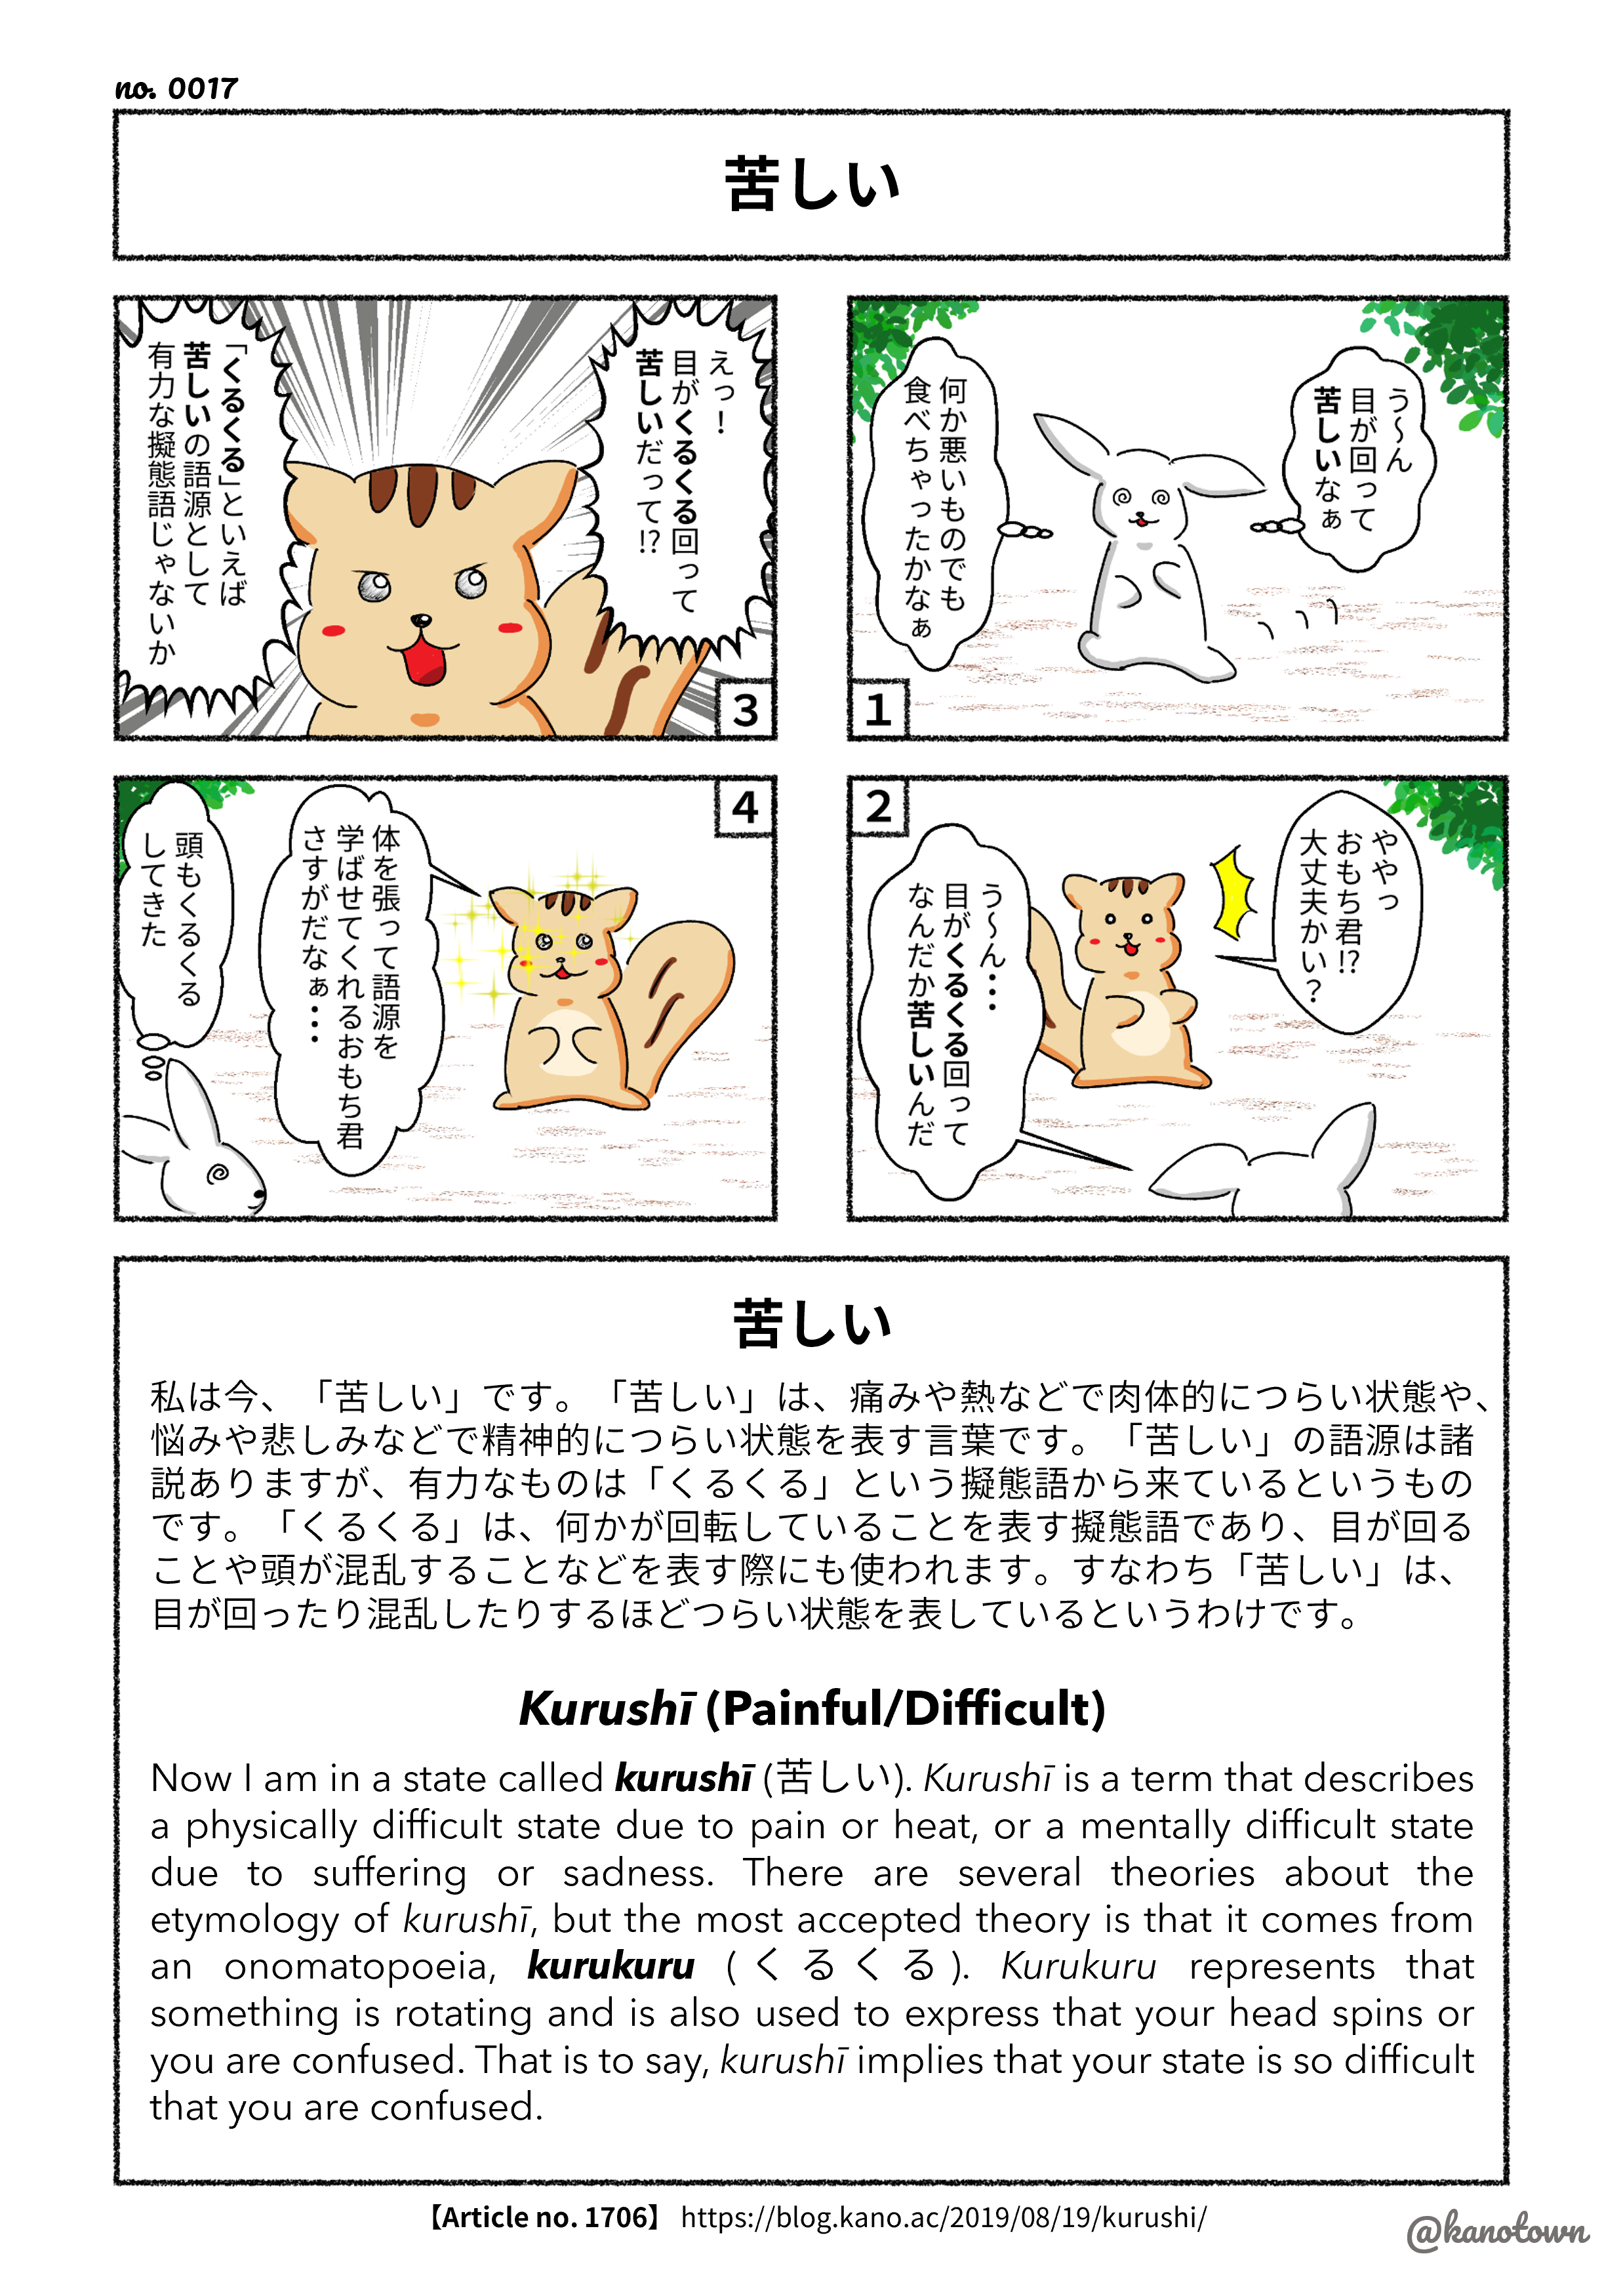 no. 0017
苦しい
う〜ん
目が回って
苦しいなぁ
何か悪いものでも
食べちゃったかなぁ
1
ややっ
おもち君⁉
大丈夫かい？
う〜ん…
目がくるくる回って
なんだか苦しいんだ
2
えっ！
目がくるくる回って
苦しいだって⁉
「くるくる」といえば
苦しいの語源として
有力な擬態語じゃないか
3
体を張って語源を
学ばせてくれるおもち君
さすがだなぁ…
頭もくるくる
してきた
4
苦しい
私は今、「苦しい」です。「苦しい」は、痛みや熱などで肉体的につらい状態や、
悩みや悲しみなどで精神的につらい状態を表す言葉です。「苦しい」の語源は諸
説ありますが、有力なものは「くるくる」という擬態語から来ているというもの
です。「くるくる」は、何かが回転していることを表す擬態語であり、目が回る
ことや頭が混乱することなどを表す際にも使われます。すなわち「苦しい」は、
目が回ったり混乱したりするほどつらい状態を表しているというわけです。
Kurushī (Painful/Difficult)
Now I am in a state called kurushī (苦しい). Kurushī is a term that describes
a physically difficult state due to pain or heat, or a mentally difficult state
due to suffering or sadness. There are several theories about the
etymology of kurushī, but the most accepted theory is that it comes from
an onomatopoeia, kurukuru (くるくる). Kurukuru represents that
something is rotating and is also used to express that your head spins or
you are confused. That is to say, kurushī implies that your state is so difficult
that you are confused.
【Article no. 1706】 https://blog.kano.ac/2019/08/19/kurushi/
@kanotown